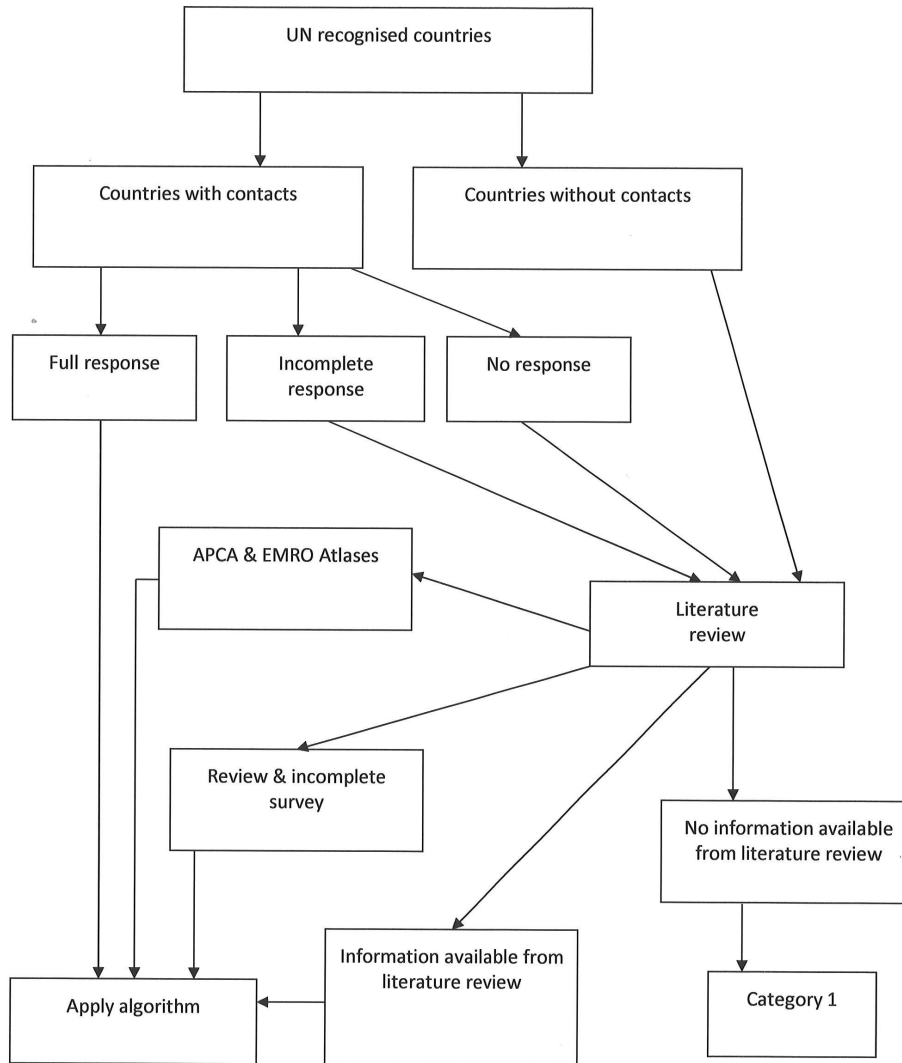 UN recognised countries
Countries with contacts
Countries without contacts
Full response
Incomplete
response
No response
APCA & EMRO Atlases
Literature
review
Review & incomplete
survey
No information available
from literature review
Information available from
literature review
Apply algorithm
Category 1